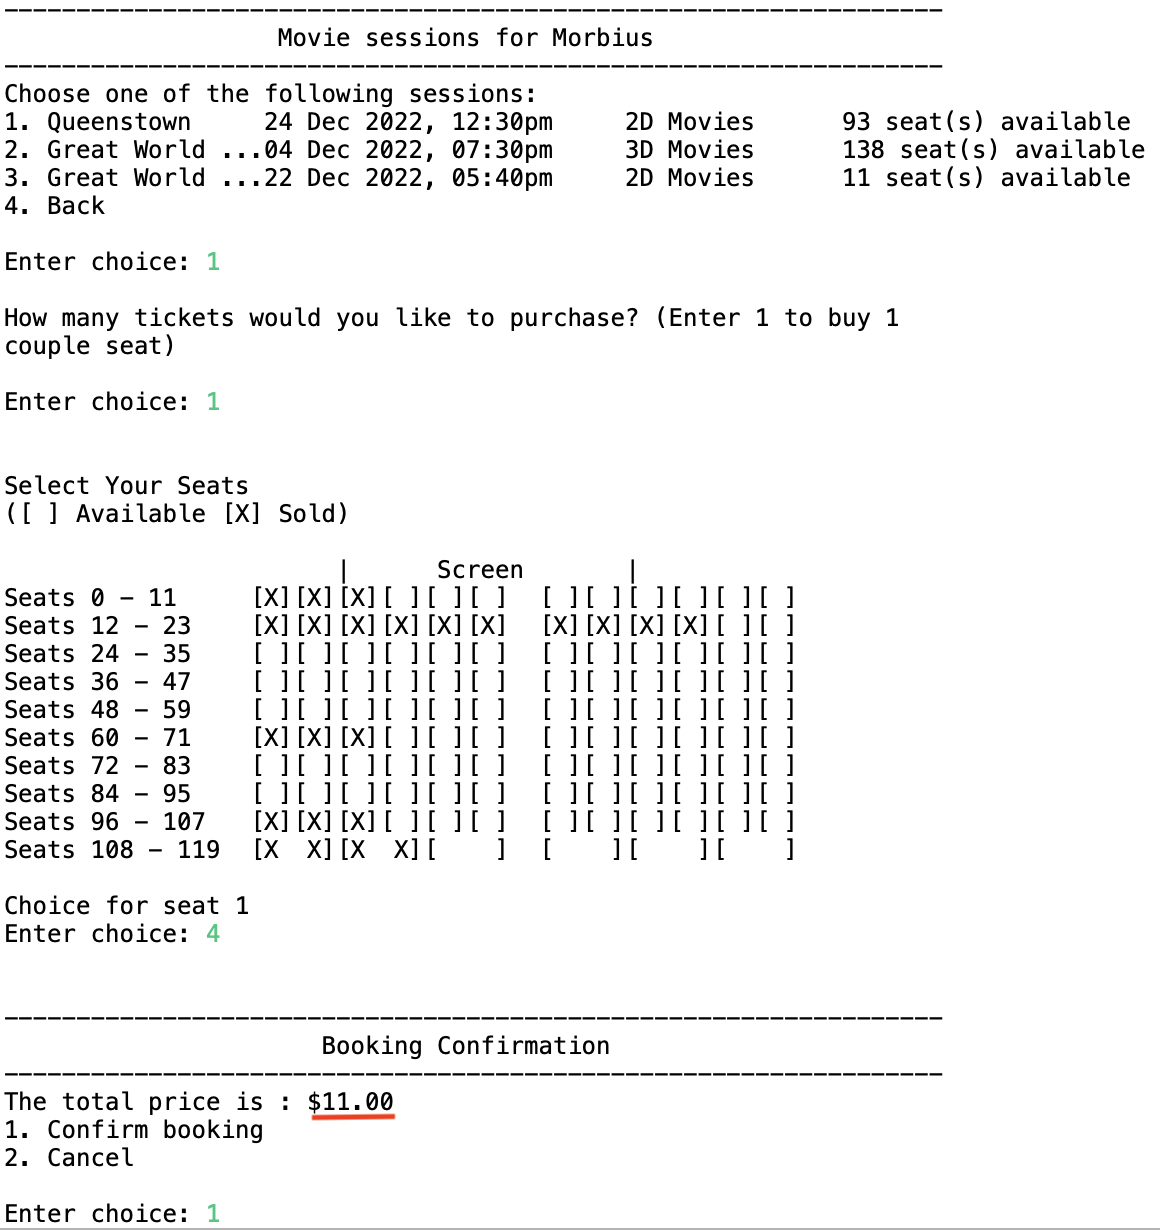 -----------------------------------------------------------------
Movie sessions for Morbius
-----------------------------------------------------------------
Choose one of the following sessions:
1. Queenstown     24 Dec 2022, 12:30pm     2D Movies      93 seat(s) available
2. Great World ...04 Dec 2022, 07:30pm     3D Movies      138 seat(s) available
3. Great World ...22 Dec 2022, 05:40pm     2D Movies      11 seat(s) available
4. Back
Enter choice: 1
How many tickets would you like to purchase? (Enter 1 to buy 1
couple seat)
Enter choice: 1
Select Your Seats
([ ] Available [X] Sold)
|      Screen       |
Seats 0 – 11     [X][X][X][ ][ ][ ]  [ ][ ][ ][ ][ ][ ]
Seats 12 – 23    [X][X][X][X][X][X]  [X][X][X][X][ ][ ]
Seats 24 – 35    [ ][ ][ ][ ][ ][ ]  [ ][ ][ ][ ][ ][ ]
Seats 36 – 47    [ ][ ][ ][ ][ ][ ]  [ ][ ][ ][ ][ ][ ]
Seats 48 – 59    [ ][ ][ ][ ][ ][ ]  [ ][ ][ ][ ][ ][ ]
Seats 60 – 71    [X][X][X][ ][ ][ ]  [ ][ ][ ][ ][ ][ ]
Seats 72 – 83    [ ][ ][ ][ ][ ][ ]  [ ][ ][ ][ ][ ][ ]
Seats 84 – 95    [ ][ ][ ][ ][ ][ ]  [ ][ ][ ][ ][ ][ ]
Seats 96 – 107   [X][X][X][ ][ ][ ]  [ ][ ][ ][ ][ ][ ]
Seats 108 – 119  [X  X][X  X][    ]  [    ][    ][    ]
Choice for seat 1
Enter choice: 4
-----------------------------------------------------------------
Booking Confirmation
-----------------------------------------------------------------
The total price is : $11.00
1. Confirm booking
2. Cancel
Enter choice: 1